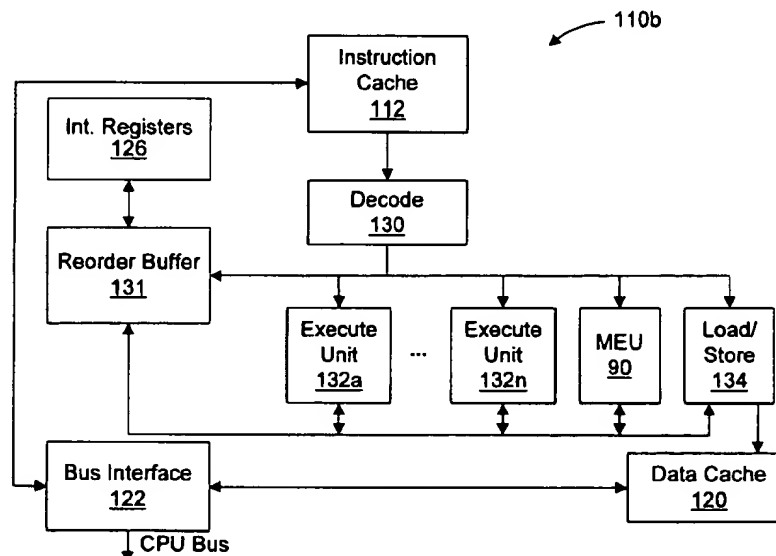 110b
Instruction
Cache
112
Int. Registers
126
Decode
130
Reorder Buffer
131
Execute
Unit
132a
...
Execute
Unit
132n
MEU
90
Load/
Store
134
Bus Interface
122
Data Cache
120
CPU Bus